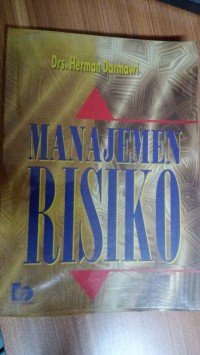 Drs. Herman Darmawi
MANAJEMEN
RISIKO